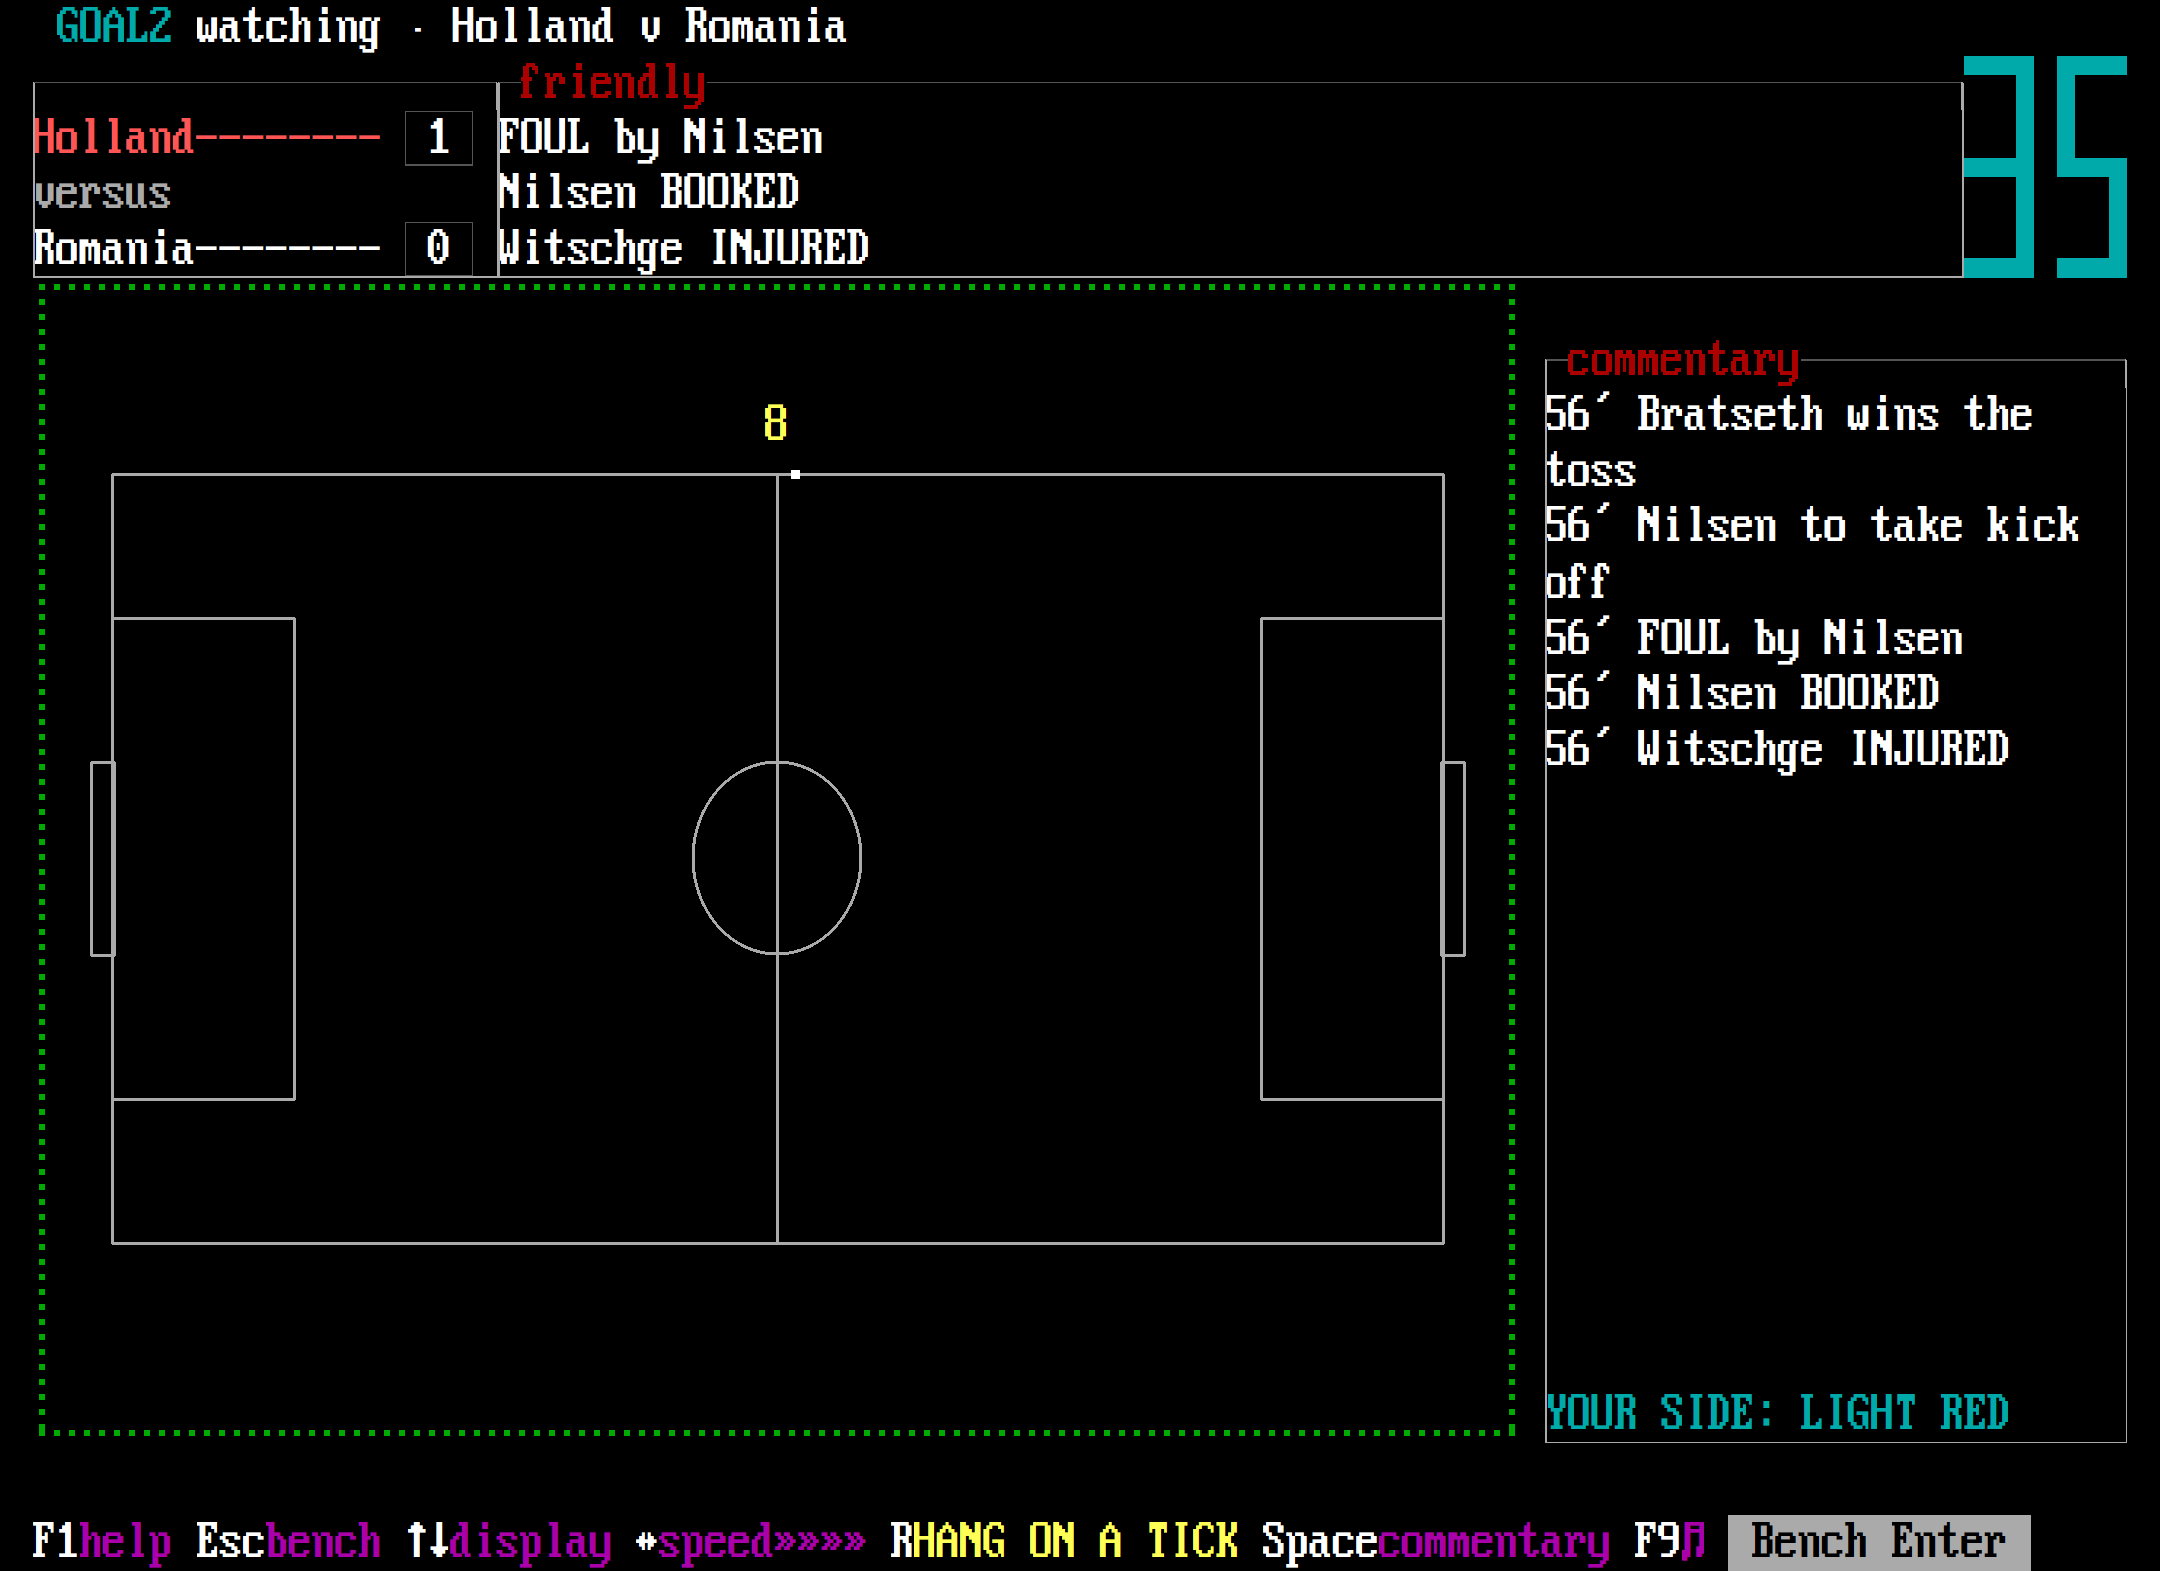 GOAL2 watching · Holland v Romania
friendly
35
Holland-------- 1
FOUL by Nilsen
versus
Nilsen BOOKED
Romania-------- 0
Witschge INJURED
8
commentary
56´ Bratseth wins the
toss
56´ Nilsen to take kick
off
56´ FOUL by Nilsen
56´ Nilsen BOOKED
56´ Witschge INJURED
YOUR SIDE: LIGHT RED
F1help Escbench ↑↓display *speed»»»» RHANG ON A TICK Spacecommentary F9♫ Bench Enter